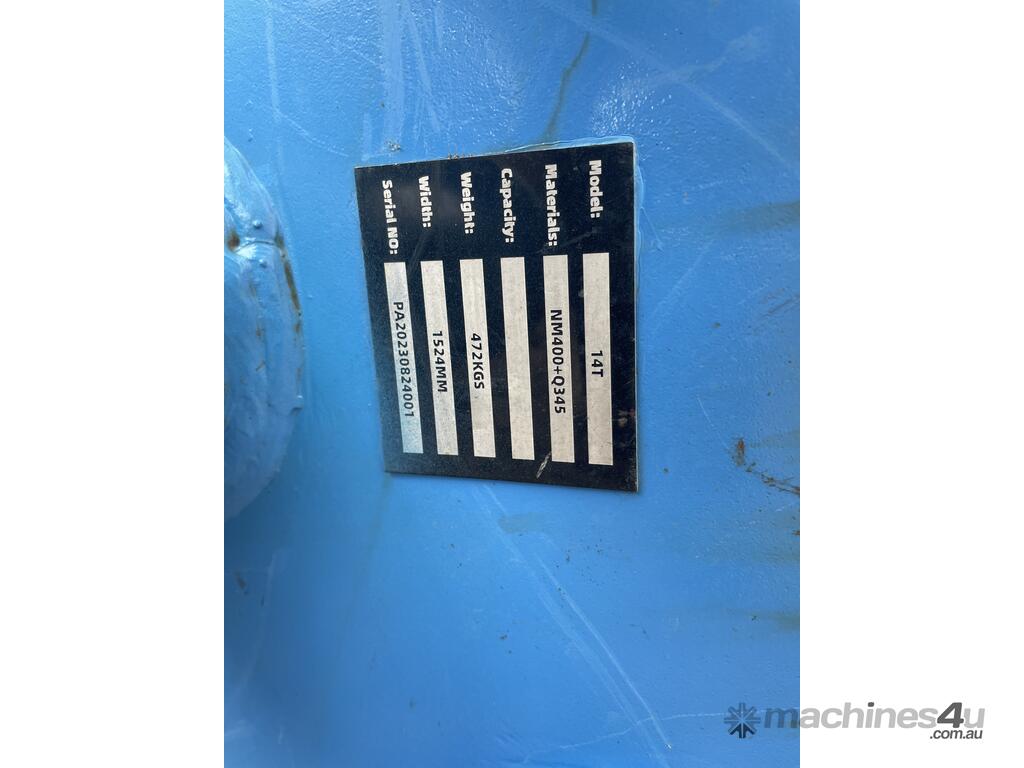 Model: 14T
Materials: NM400+Q345
Capacity:
Weight: 472KGS
Width: 1524MM
Serial NO: PA20230824001
machines4u
.com.au